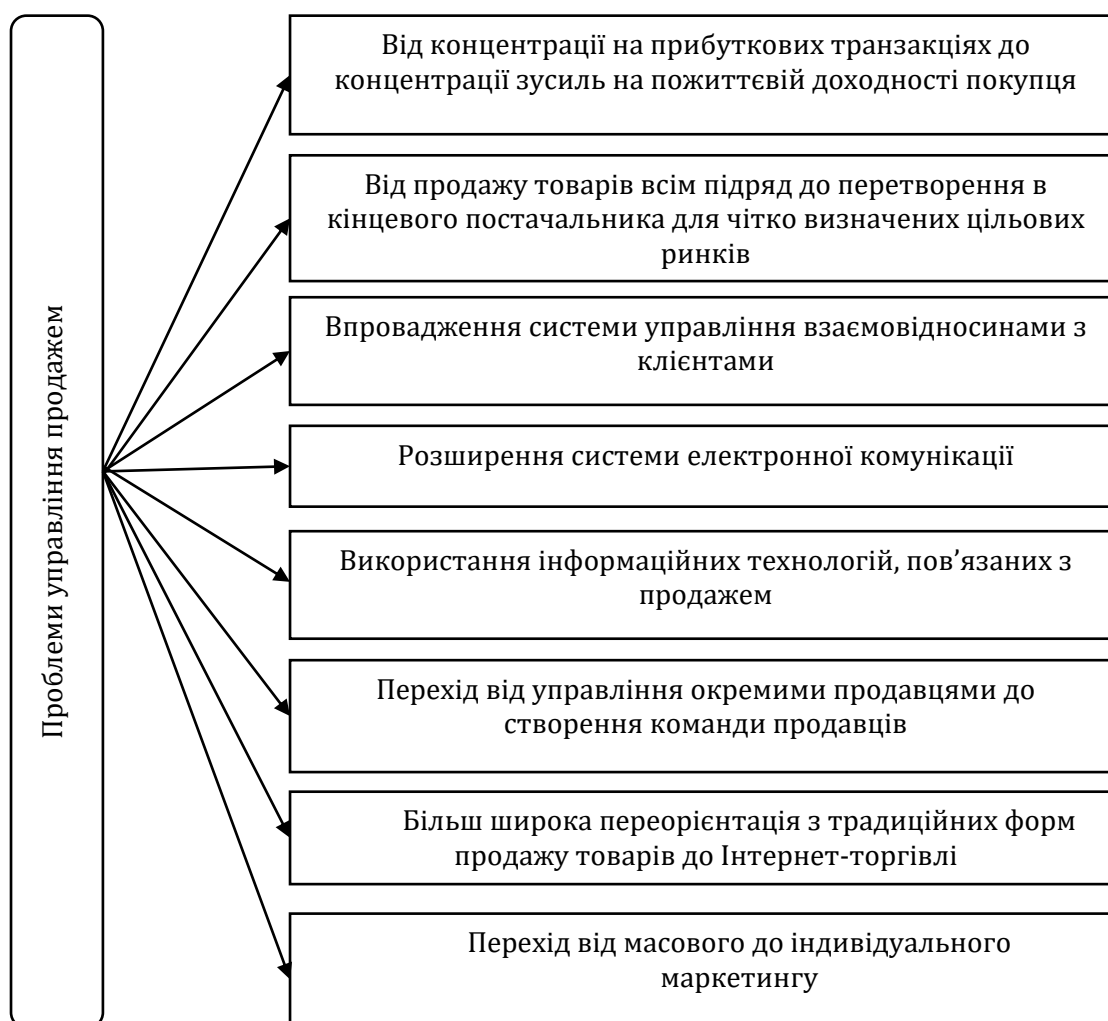 Проблеми управління продажем
Від концентрації на прибуткових транзакціях до
концентрації зусиль на пожиттєвій доходності покупця
Від продажу товарів всім підряд до перетворення в
кінцевого постачальника для чітко визначених цільових
ринків
Впровадження системи управління взаємовідносинами з
клієнтами
Розширення системи електронної комунікації
Використання інформаційних технологій, пов’язаних з
продажем
Перехід від управління окремими продавцями до
створення команди продавців
Більш широка переорієнтація з традиційних форм
продажу товарів до Інтернет-торгівлі
Перехід від масового до індивідуального
маркетингу